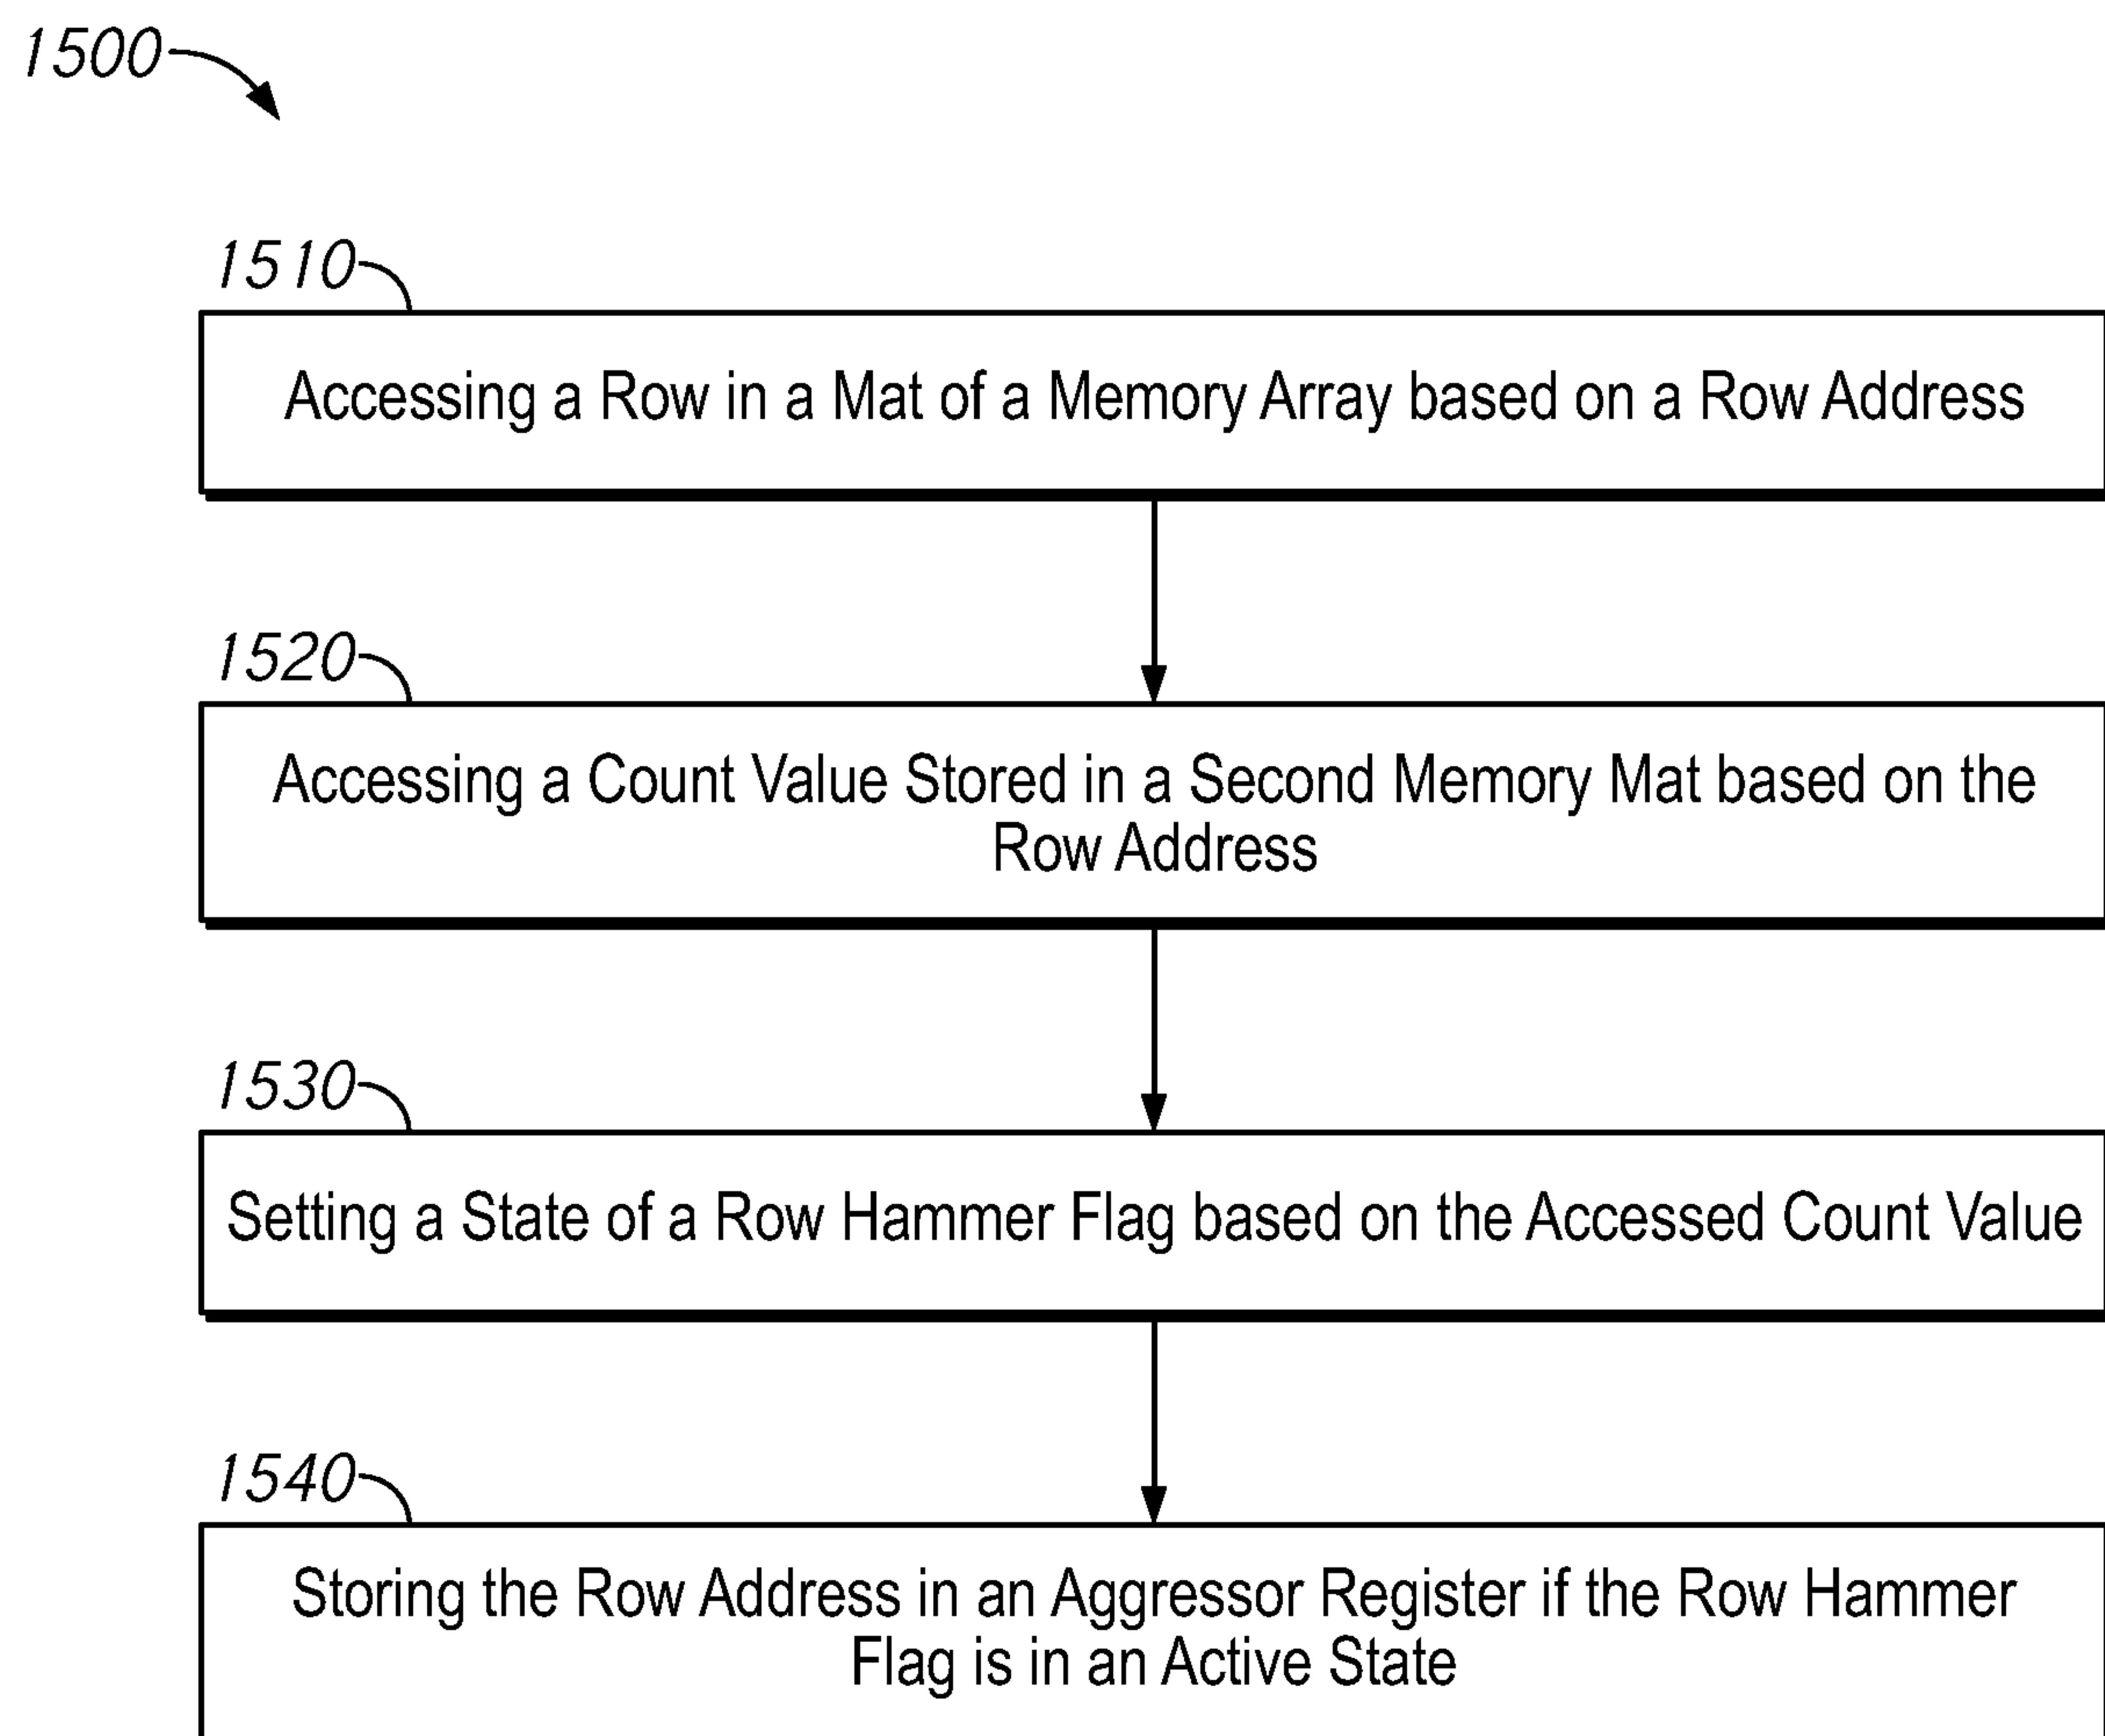 1500
1510
Accessing a Row in a Mat of a Memory Array based on a Row Address
1520
Accessing a Count Value Stored in a Second Memory Mat based on the
Row Address
1530
Setting a State of a Row Hammer Flag based on the Accessed Count Value
1540
Storing the Row Address in an Aggressor Register if the Row Hammer
Flag is in an Active State